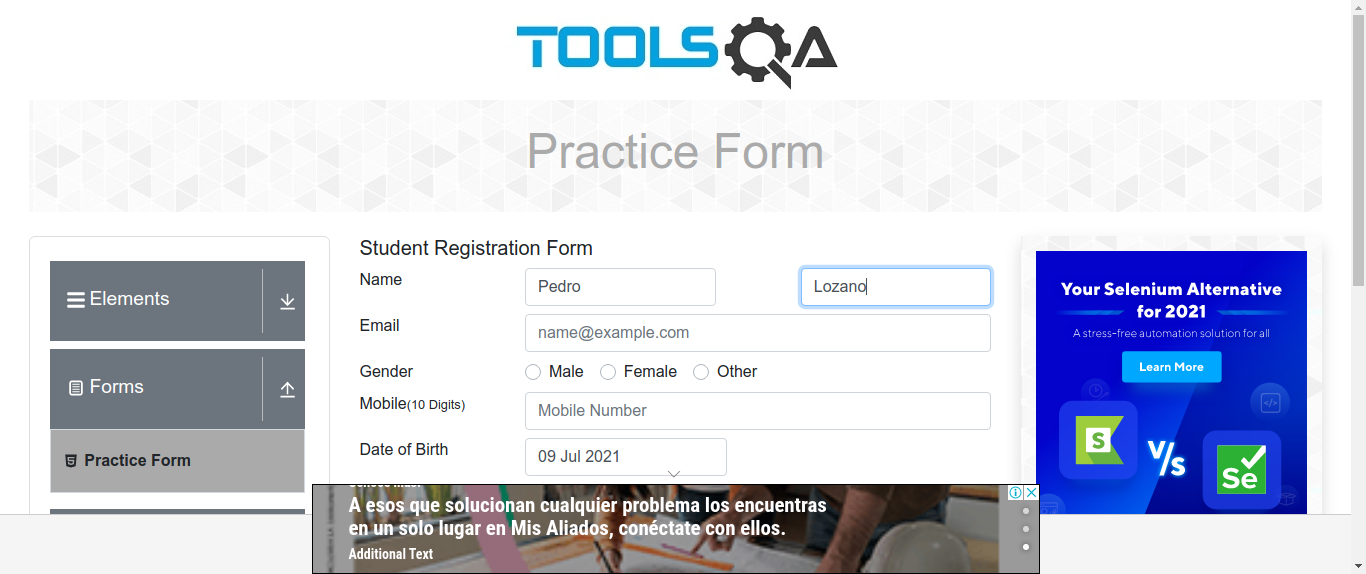 TOOLSQA
Practice Form
Elements
Forms
Practice Form
Student Registration Form
Name
Pedro
Lozano
Email
name@example.com
Gender
Male
Female
Other
Mobile(10 Digits)
Mobile Number
Date of Birth
09 Jul 2021
Your Selenium Alternative
for 2021
A stress-free automation solution for all
Learn More
S
V/s
Se
A esos que solucionan cualquier problema los encuentras
en un solo lugar en Mis Aliados, conéctate con ellos.
Additional Text